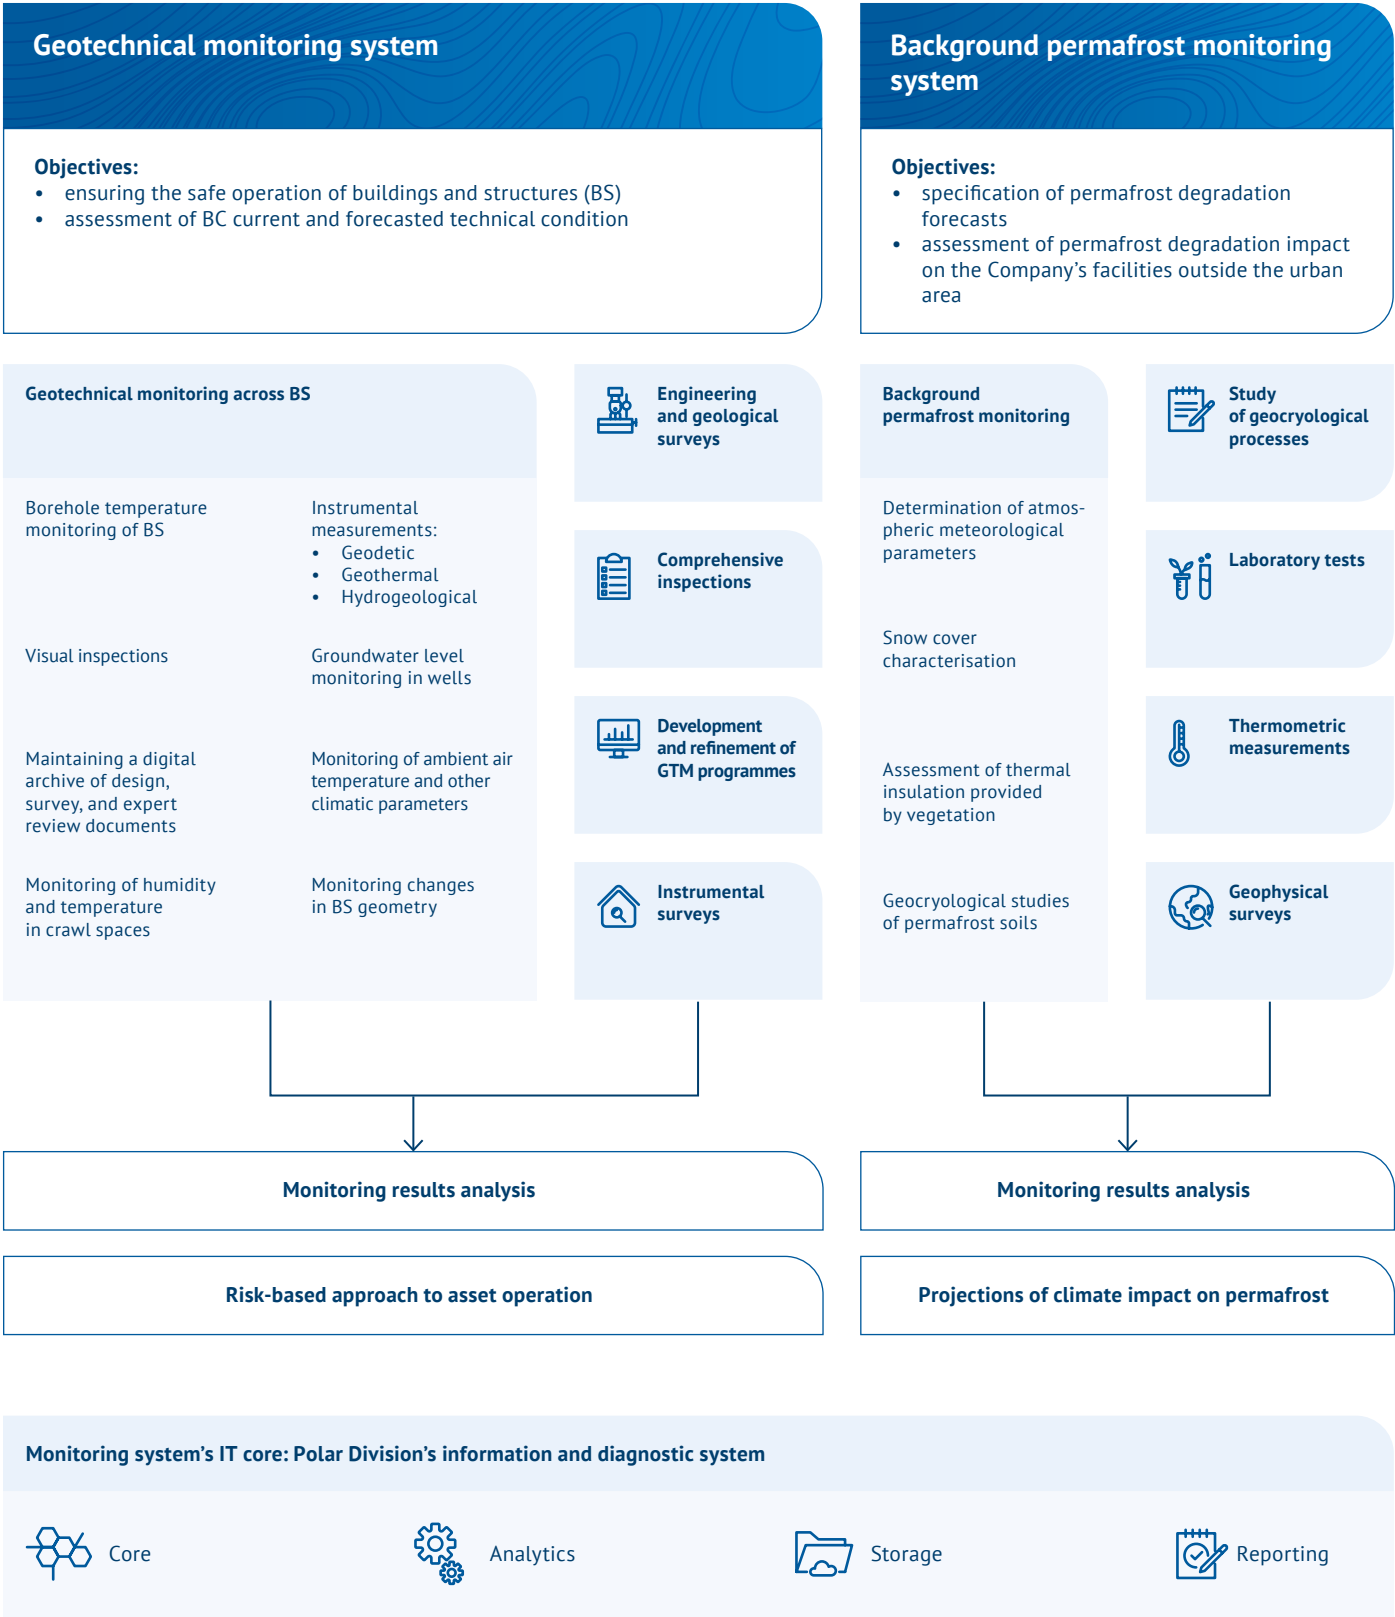 Geotechnical monitoring system
Objectives:
• ensuring the safe operation of buildings and structures (BS)
• assessment of BC current and forecasted technical condition
Background permafrost monitoring
system
Objectives:
• specification of permafrost degradation
forecasts
• assessment of permafrost degradation impact
on the Company’s facilities outside the urban
area
Geotechnical monitoring across BS
Borehole temperature
monitoring of BS
Instrumental
measurements:
• Geodetic
• Geothermal
• Hydrogeological
Visual inspections
Groundwater level
monitoring in wells
Maintaining a digital
archive of design,
survey, and expert
review documents
Monitoring of ambient air
temperature and other
climatic parameters
Monitoring of humidity
and temperature
in crawl spaces
Monitoring changes
in BS geometry
Engineering
and geological
surveys
Comprehensive
inspections
Development
and refinement of
GTM programmes
Instrumental
surveys
Background
permafrost monitoring
Determination of atmos-
pheric meteorological
parameters
Snow cover
characterisation
Assessment of thermal
insulation provided
by vegetation
Geocryological studies
of permafrost soils
Study
of geocryological
processes
Laboratory tests
Thermometric
measurements
Geophysical
surveys
Monitoring results analysis
Risk-based approach to asset operation
Monitoring results analysis
Projections of climate impact on permafrost
Monitoring system’s IT core: Polar Division’s information and diagnostic system
Core
Analytics
Storage
Reporting